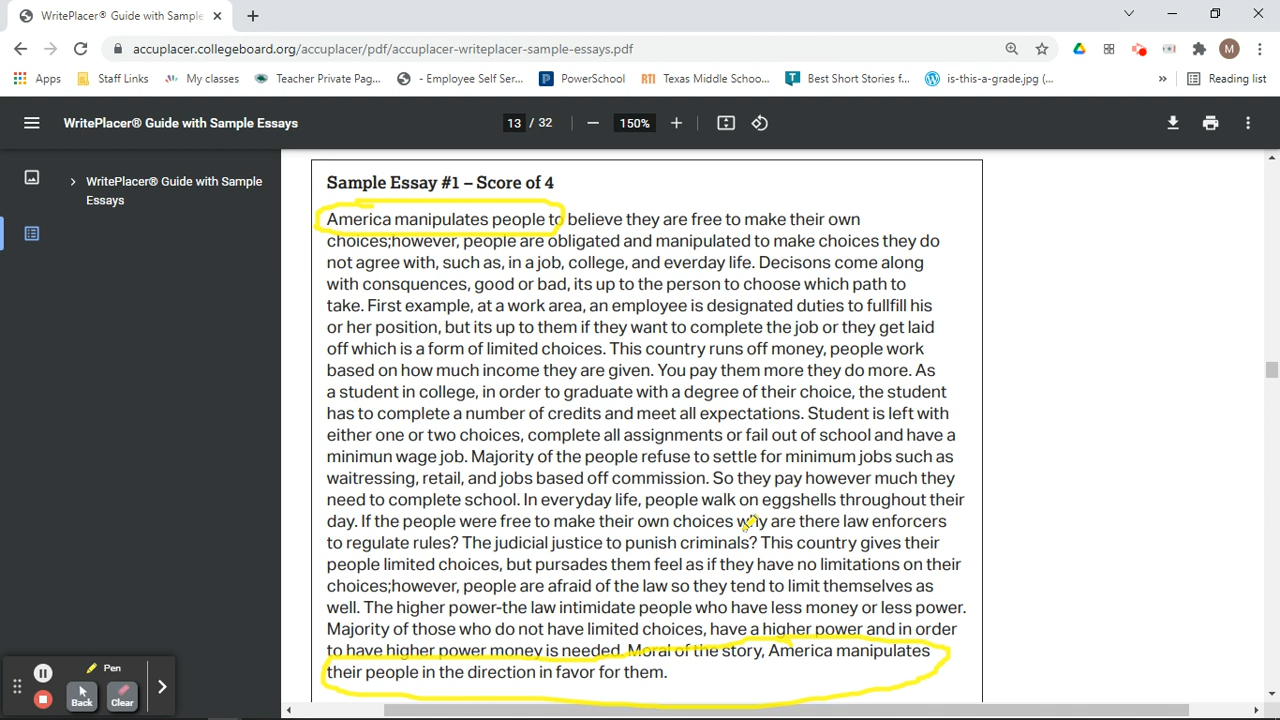 WritePlacer® Guide with Sample
accuplacer.collegeboard.org/accuplacer/pdf/accuplacer-writeplacer-sample-essays.pdf
M
Apps Staff Links My classes Teacher Private Pag... - Employee Self Ser... PowerSchool RTI Texas Middle Schoo... Best Short Stories f... is-this-a-grade.jpg (... » Reading list
WritePlacer® Guide with Sample Essays 13 / 32 150%
WritePlacer® Guide with Sample
Essays
Sample Essay #1 – Score of 4
America manipulates people to believe they are free to make their own
choices;however, people are obligated and manipulated to make choices they do
not agree with, such as, in a job, college, and everday life. Decisons come along
with consquences, good or bad, its up to the person to choose which path to
take. First example, at a work area, an employee is designated duties to fullfill his
or her position, but its up to them if they want to complete the job or they get laid
off which is a form of limited choices. This country runs off money, people work
based on how much income they are given. You pay them more they do more. As
a student in college, in order to graduate with a degree of their choice, the student
has to complete a number of credits and meet all expectations. Student is left with
either one or two choices, complete all assignments or fail out of school and have a
minimun wage job. Majority of the people refuse to settle for minimum jobs such as
waitressing, retail, and jobs based off commission. So they pay however much they
need to complete school. In everyday life, people walk on eggshells throughout their
day. If the people were free to make their own choices why are there law enforcers
to regulate rules? The judicial justice to punish criminals? This country gives their
people limited choices, but pursades them feel as if they have no limitations on their
choices;however, people are afraid of the law so they tend to limit themselves as
well. The higher power-the law intimidate people who have less money or less power.
Majority of those who do not have limited choices, have a higher power and in order
to have higher power money is needed. Moral of the story, America manipulates
their people in the direction in favor for them.
Pen
Back Clear